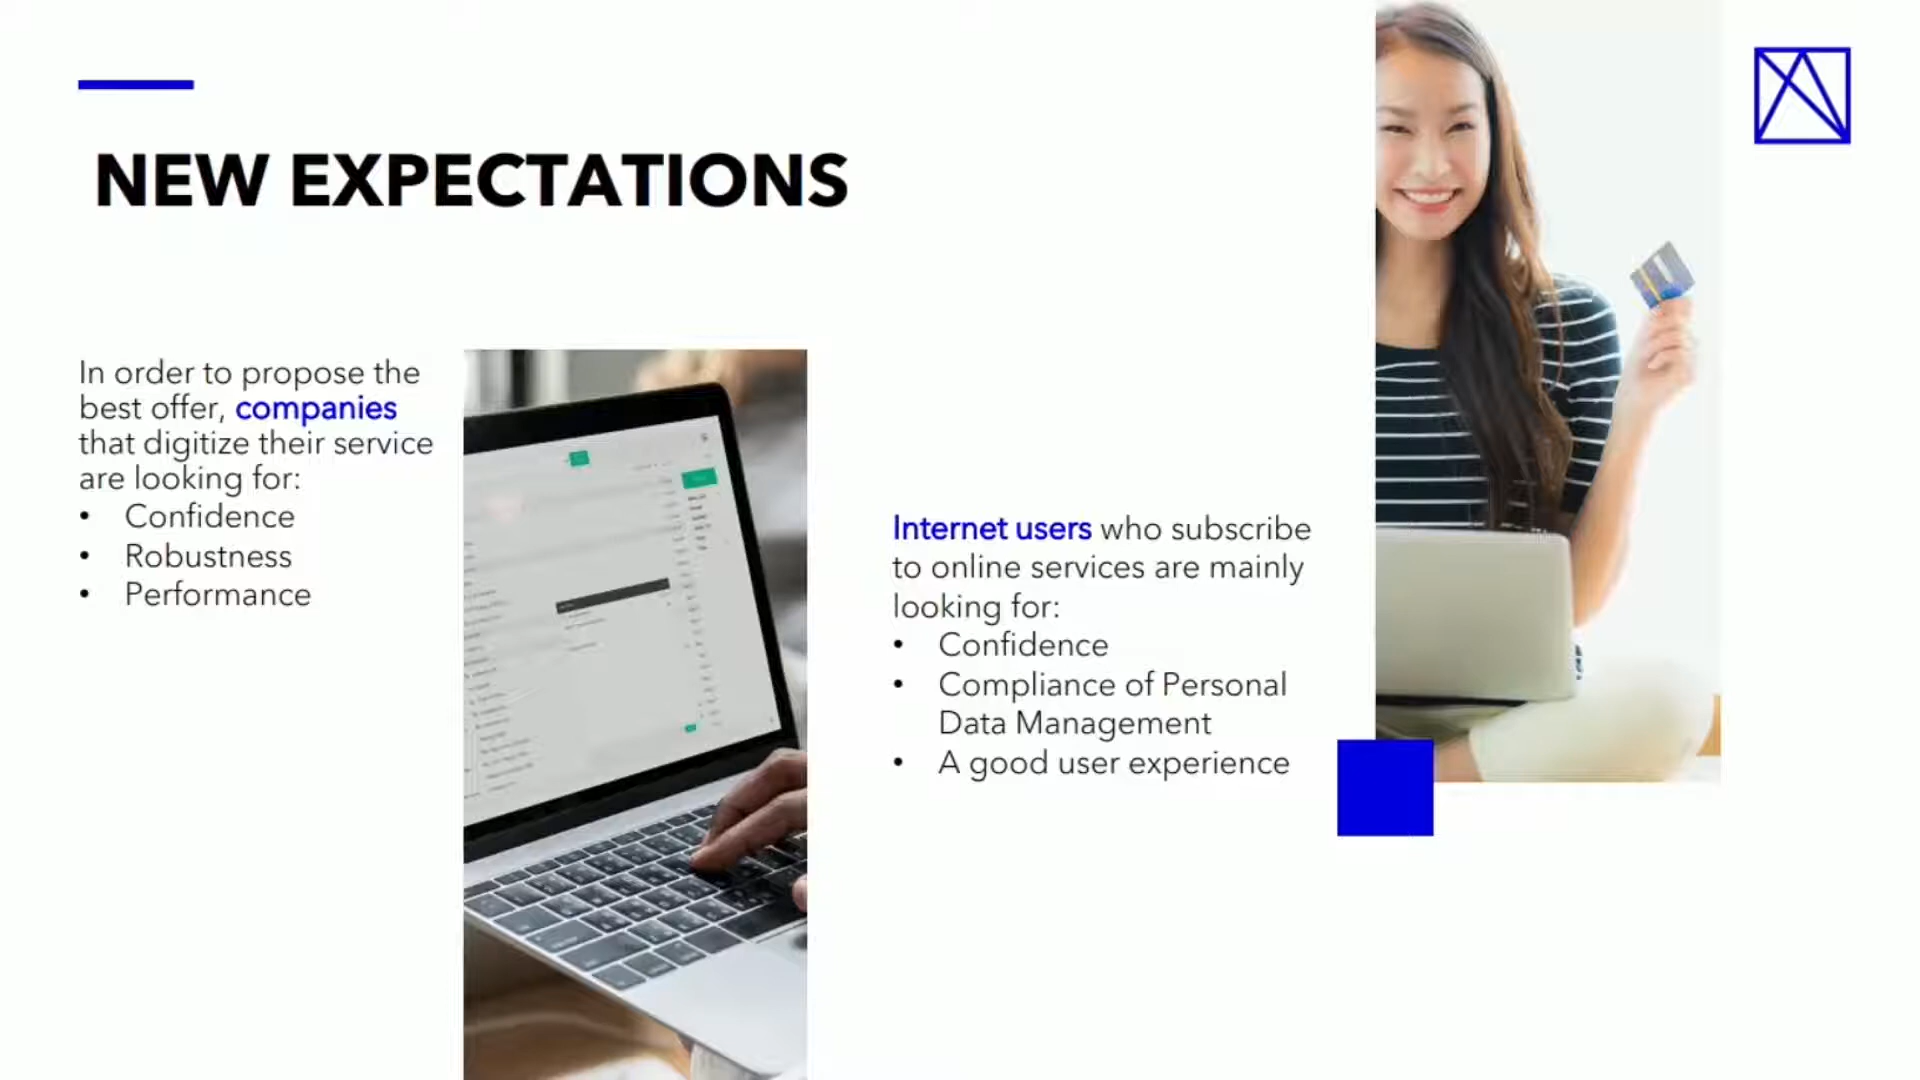 NEW EXPECTATIONS
In order to propose the
best offer, companies
that digitize their service
are looking for:
• Confidence
• Robustness
• Performance
Internet users who subscribe
to online services are mainly
looking for:
• Confidence
• Compliance of Personal
Data Management
• A good user experience